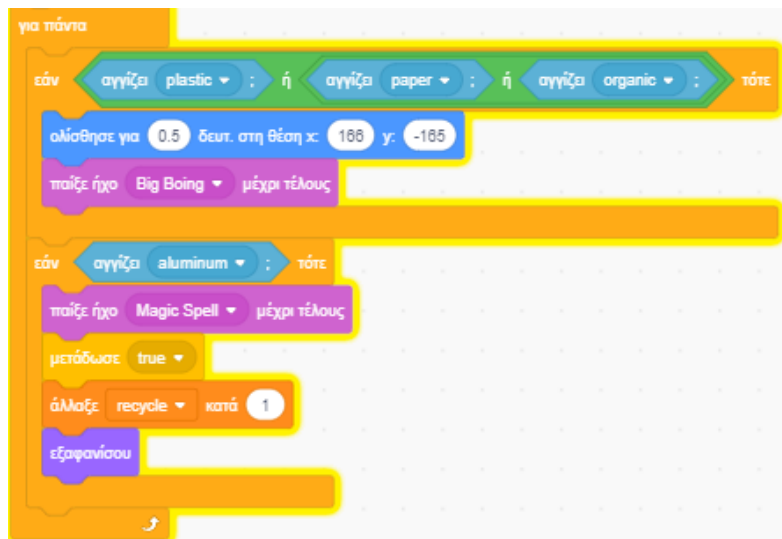 για πάντα
εάν αγγίζει plastic ; ή αγγίζει paper ; ή αγγίζει organic ; τότε
ολίσθησε για 0.5 δευτ. στη θέση x: 166 y: -165
παίξε ήχο Big Boing μέχρι τέλους
εάν αγγίζει aluminum ; τότε
παίξε ήχο Magic Spell μέχρι τέλους
μετάδωσε true
άλλαξε recycle κατά 1
εξαφανίσου